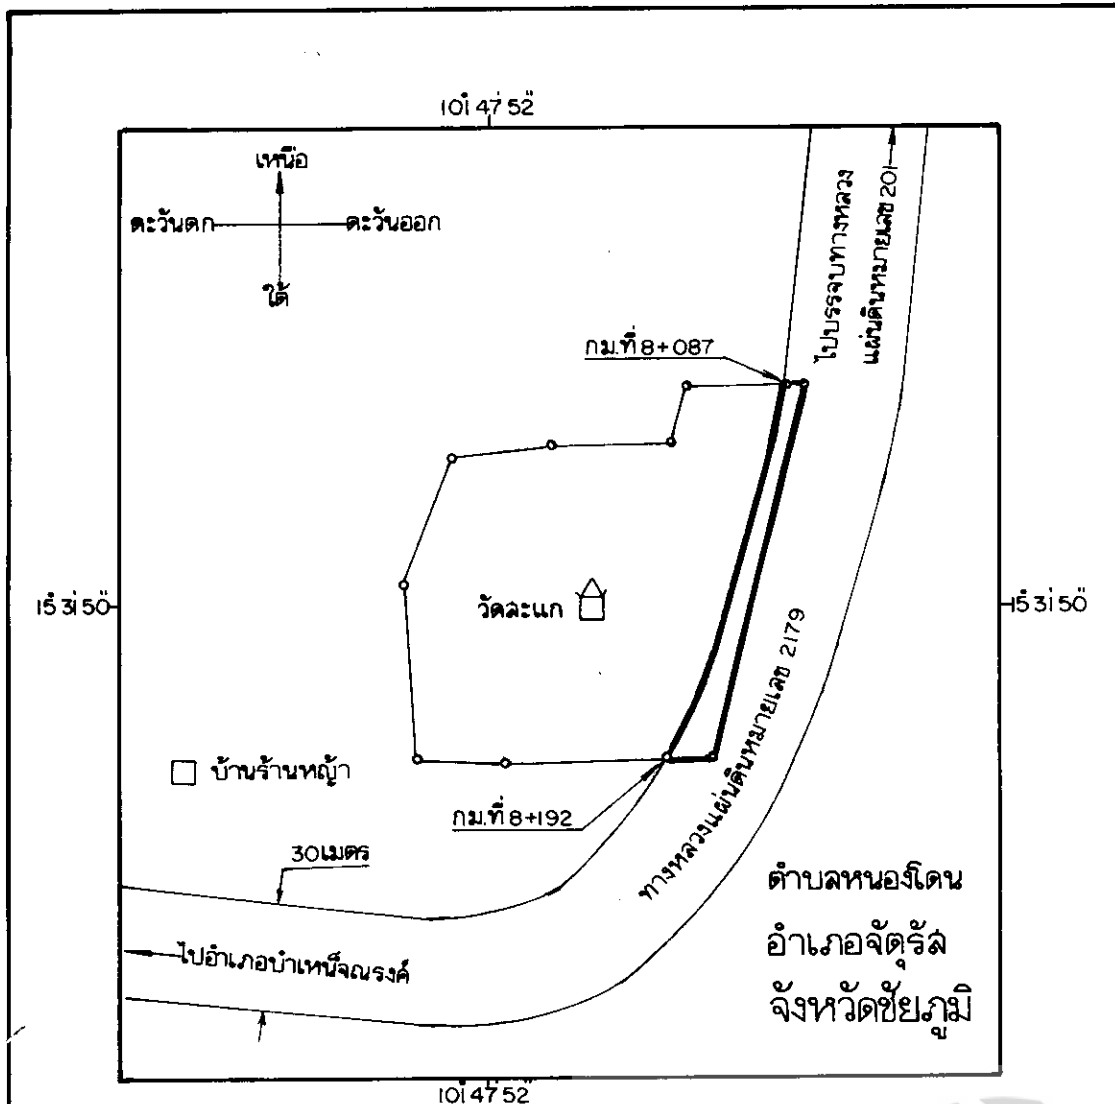 101° 47' 52"
เหนือ
ตะวันตก ตะวันออก
ใต้
ไปบรรจบทางหลวง
แผ่นดินหมายเลข 201
กม.ที่ 8+087
15° 31' 50"
วัดละแก
15° 31' 50"
ทางหลวงแผ่นดินหมายเลข 2179
บ้านร้านหญ้า
กม.ที่ 8+192
30 เมตร
ไปอำเภอบำเหน็จณรงค์
ตำบลหนองโดน
อำเภอจัตุรัส
จังหวัดชัยภูมิ
101° 47' 52"